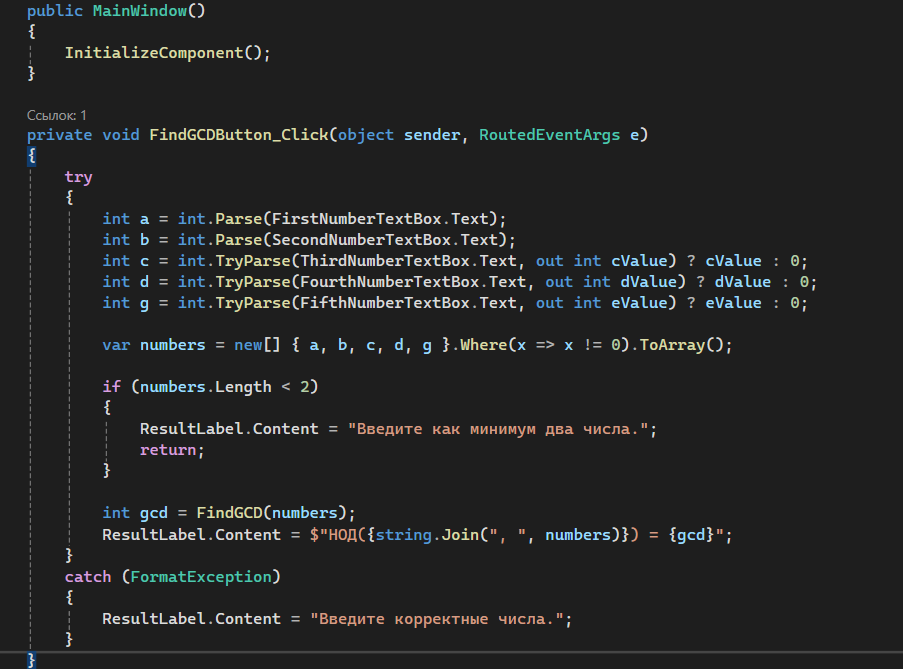 public MainWindow()
{
InitializeComponent();
}
Ссылок: 1
private void FindGCDButton_Click(object sender, RoutedEventArgs e)
{
try
{
int a = int.Parse(FirstNumberTextBox.Text);
int b = int.Parse(SecondNumberTextBox.Text);
int c = int.TryParse(ThirdNumberTextBox.Text, out int cValue) ? cValue : 0;
int d = int.TryParse(FourthNumberTextBox.Text, out int dValue) ? dValue : 0;
int g = int.TryParse(FifthNumberTextBox.Text, out int eValue) ? eValue : 0;
var numbers = new[] { a, b, c, d, g }.Where(x => x != 0).ToArray();
if (numbers.Length < 2)
{
ResultLabel.Content = "Введите как минимум два числа.";
return;
}
int gcd = FindGCD(numbers);
ResultLabel.Content = $"НОД({string.Join(", ", numbers)}) = {gcd}";
}
catch (FormatException)
{
ResultLabel.Content = "Введите корректные числа.";
}
}